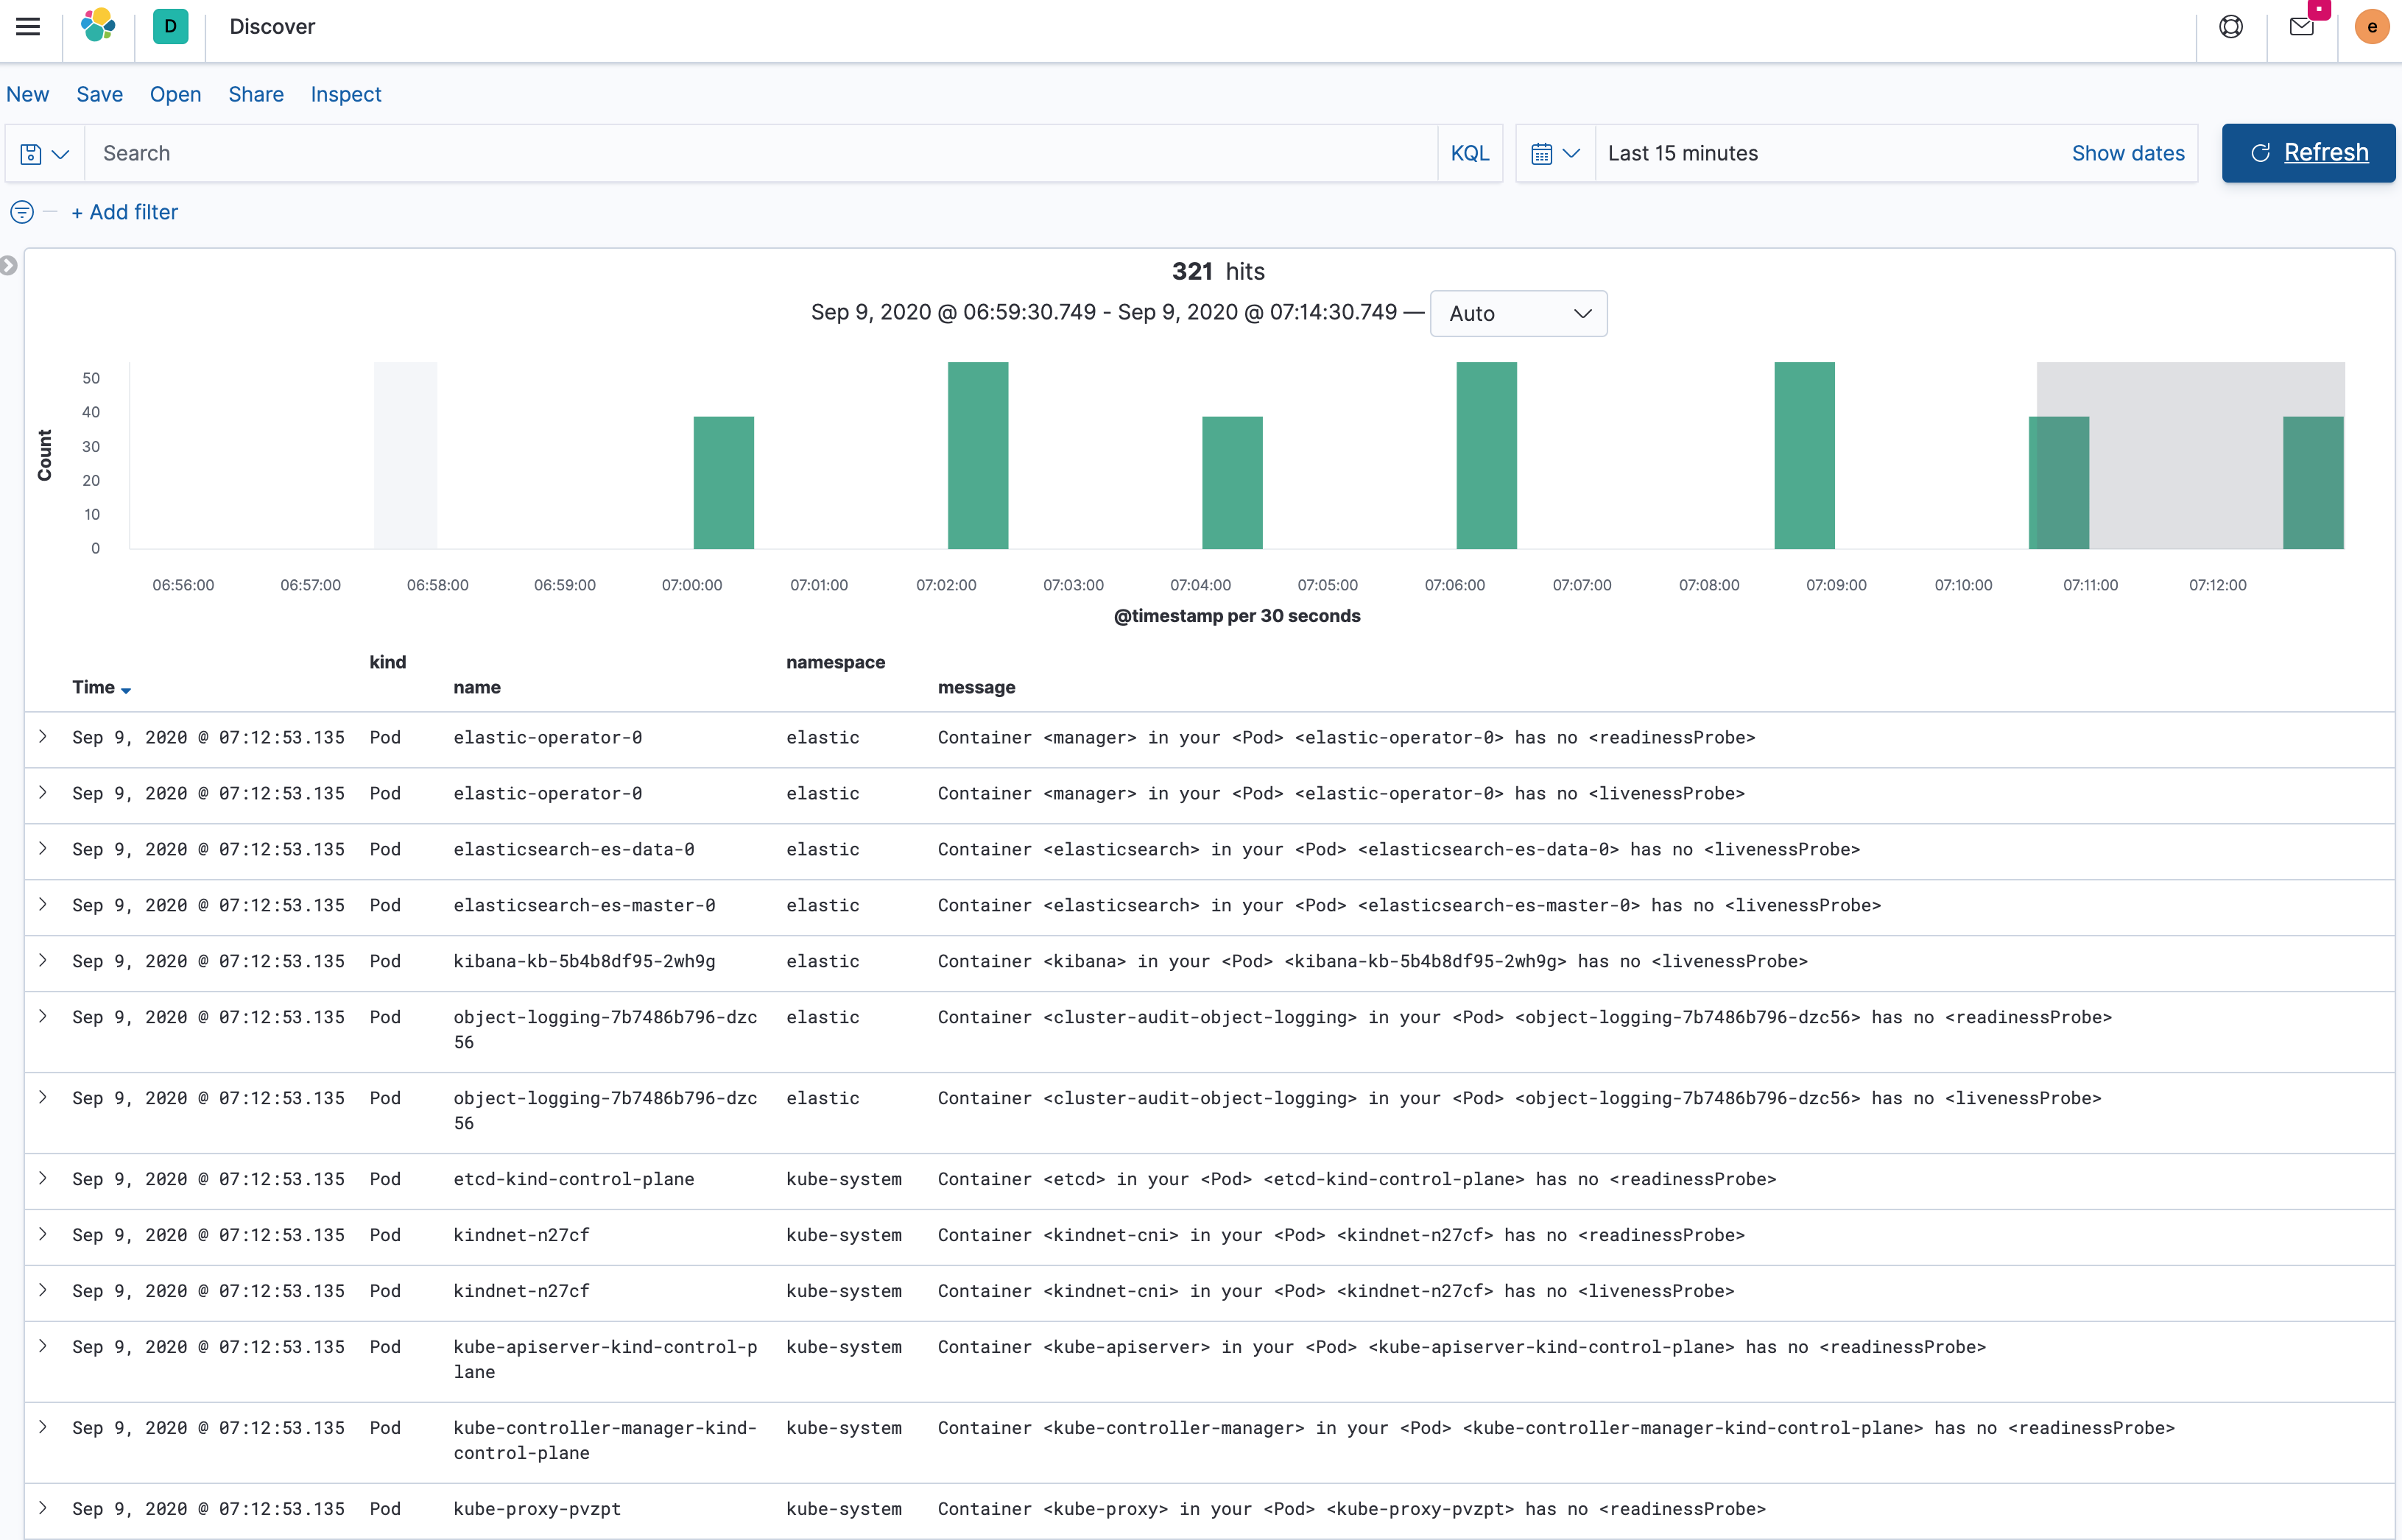 D Discover e
New Save Open Share Inspect
Search KQL Last 15 minutes Show dates Refresh
+ Add filter
321 hits
Sep 9, 2020 @ 06:59:30.749 - Sep 9, 2020 @ 07:14:30.749 — Auto
Count
50
40
30
20
10
0
06:56:00 06:57:00 06:58:00 06:59:00 07:00:00 07:01:00 07:02:00 07:03:00 07:04:00 07:05:00 07:06:00 07:07:00 07:08:00 07:09:00 07:10:00 07:11:00 07:12:00
@timestamp per 30 seconds
Time kind name namespace message
Sep 9, 2020 @ 07:12:53.135 Pod elastic-operator-0 elastic Container <manager> in your <Pod> <elastic-operator-0> has no <readinessProbe>
Sep 9, 2020 @ 07:12:53.135 Pod elastic-operator-0 elastic Container <manager> in your <Pod> <elastic-operator-0> has no <livenessProbe>
Sep 9, 2020 @ 07:12:53.135 Pod elasticsearch-es-data-0 elastic Container <elasticsearch> in your <Pod> <elasticsearch-es-data-0> has no <livenessProbe>
Sep 9, 2020 @ 07:12:53.135 Pod elasticsearch-es-master-0 elastic Container <elasticsearch> in your <Pod> <elasticsearch-es-master-0> has no <livenessProbe>
Sep 9, 2020 @ 07:12:53.135 Pod kibana-kb-5b4b8df95-2wh9g elastic Container <kibana> in your <Pod> <kibana-kb-5b4b8df95-2wh9g> has no <livenessProbe>
Sep 9, 2020 @ 07:12:53.135 Pod object-logging-7b7486b796-dzc elastic Container <cluster-audit-object-logging> in your <Pod> <object-logging-7b7486b796-dzc56> has no <readinessProbe>
56
Sep 9, 2020 @ 07:12:53.135 Pod object-logging-7b7486b796-dzc elastic Container <cluster-audit-object-logging> in your <Pod> <object-logging-7b7486b796-dzc56> has no <livenessProbe>
56
Sep 9, 2020 @ 07:12:53.135 Pod etcd-kind-control-plane kube-system Container <etcd> in your <Pod> <etcd-kind-control-plane> has no <readinessProbe>
Sep 9, 2020 @ 07:12:53.135 Pod kindnet-n27cf kube-system Container <kindnet-cni> in your <Pod> <kindnet-n27cf> has no <readinessProbe>
Sep 9, 2020 @ 07:12:53.135 Pod kindnet-n27cf kube-system Container <kindnet-cni> in your <Pod> <kindnet-n27cf> has no <livenessProbe>
Sep 9, 2020 @ 07:12:53.135 Pod kube-apiserver-kind-control-p kube-system Container <kube-apiserver> in your <Pod> <kube-apiserver-kind-control-plane> has no <readinessProbe>
lane
Sep 9, 2020 @ 07:12:53.135 Pod kube-controller-manager-kind- kube-system Container <kube-controller-manager> in your <Pod> <kube-controller-manager-kind-control-plane> has no <readinessProbe>
control-plane
Sep 9, 2020 @ 07:12:53.135 Pod kube-proxy-pvzpt kube-system Container <kube-proxy> in your <Pod> <kube-proxy-pvzpt> has no <readinessProbe>